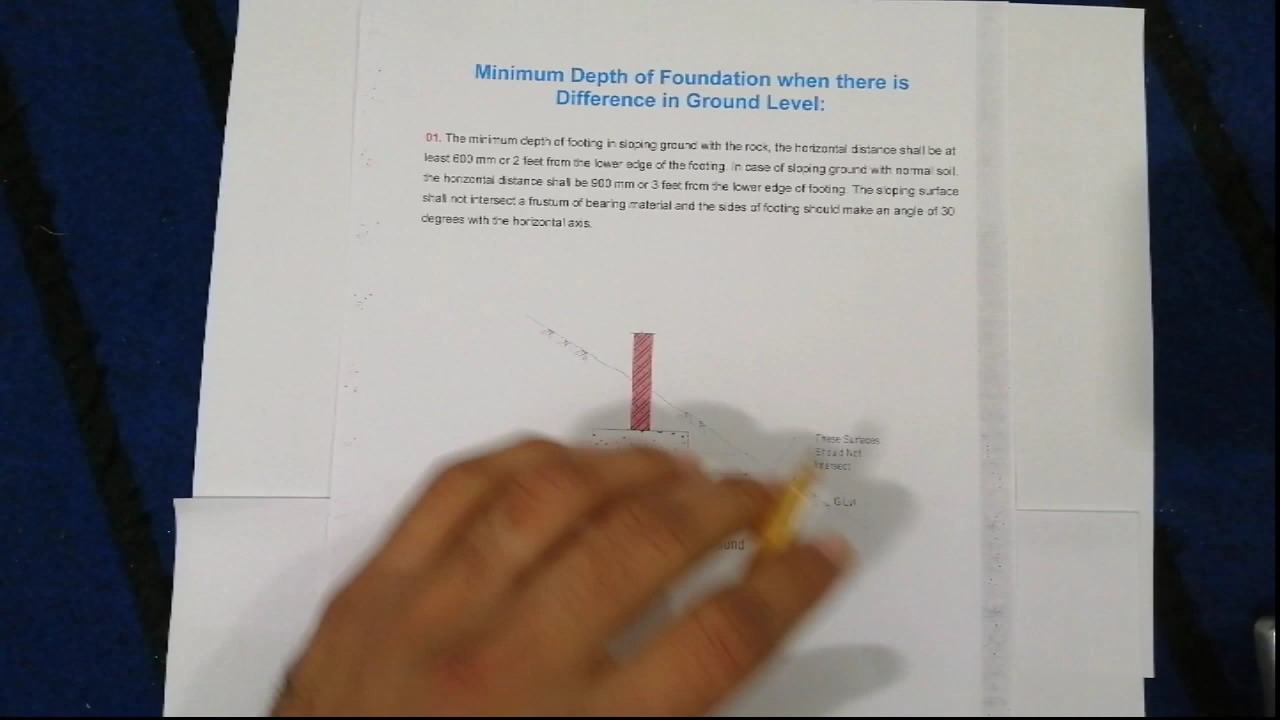 Minimum Depth of Foundation when there is
Difference in Ground Level:
01. The minimum depth of footing in sloping ground with the rock, the horizontal distance shall be at
least 600 mm or 2 feet from the lower edge of the footing. In case of sloping ground with normal soil.
the horizontal distance shall be 900 mm or 3 feet from the lower edge of footing. The sloping surface
shall not intersect a frustum of bearing material and the sides of footing should make an angle of 30
degrees with the horizontal axis.
These Surfaces
Should Not
Intersect